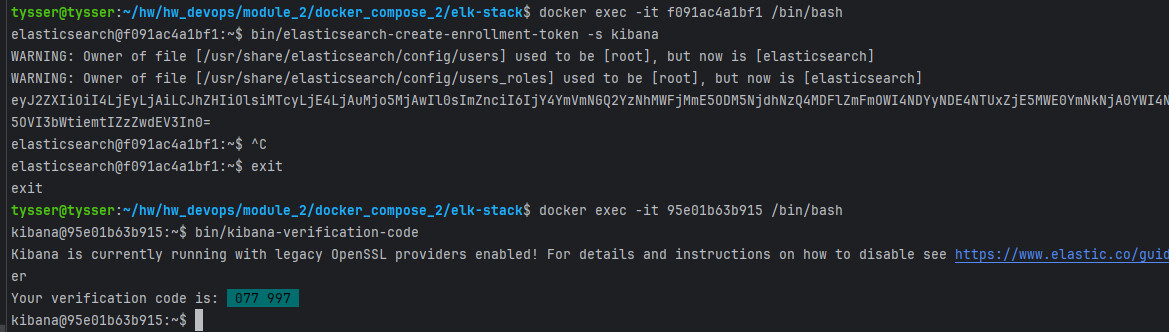 tysser@tysser:~/hw/hw_devops/module_2/docker_compose_2/elk-stack$ docker exec -it f091ac4a1bf1 /bin/bash
elasticsearch@f091ac4a1bf1:~$ bin/elasticsearch-create-enrollment-token -s kibana
WARNING: Owner of file [/usr/share/elasticsearch/config/users] used to be [root], but now is [elasticsearch]
WARNING: Owner of file [/usr/share/elasticsearch/config/users_roles] used to be [root], but now is [elasticsearch]
eyJ2ZXIiOiI4LjEyLjAiLCJhZHIiOlsiMTcyLjE4LjAuMjo5MjAwIl0sImZnciI6IjY4YmVmNGQ2YzNhMWFjMmE5ODM5NjdhNzQ4MDFlZmFmOWI4NDYyNDE4NTUxZjE5MWE0YmNkNjA0YWI4N
5OVI3bWtiemtIZzZwdEV3In0=
elasticsearch@f091ac4a1bf1:~$ ^C
elasticsearch@f091ac4a1bf1:~$ exit
exit
tysser@tysser:~/hw/hw_devops/module_2/docker_compose_2/elk-stack$ docker exec -it 95e01b63b915 /bin/bash
kibana@95e01b63b915:~$ bin/kibana-verification-code
Kibana is currently running with legacy OpenSSL providers enabled! For details and instructions on how to disable see https://www.elastic.co/guid
er
Your verification code is: 077 997
kibana@95e01b63b915:~$